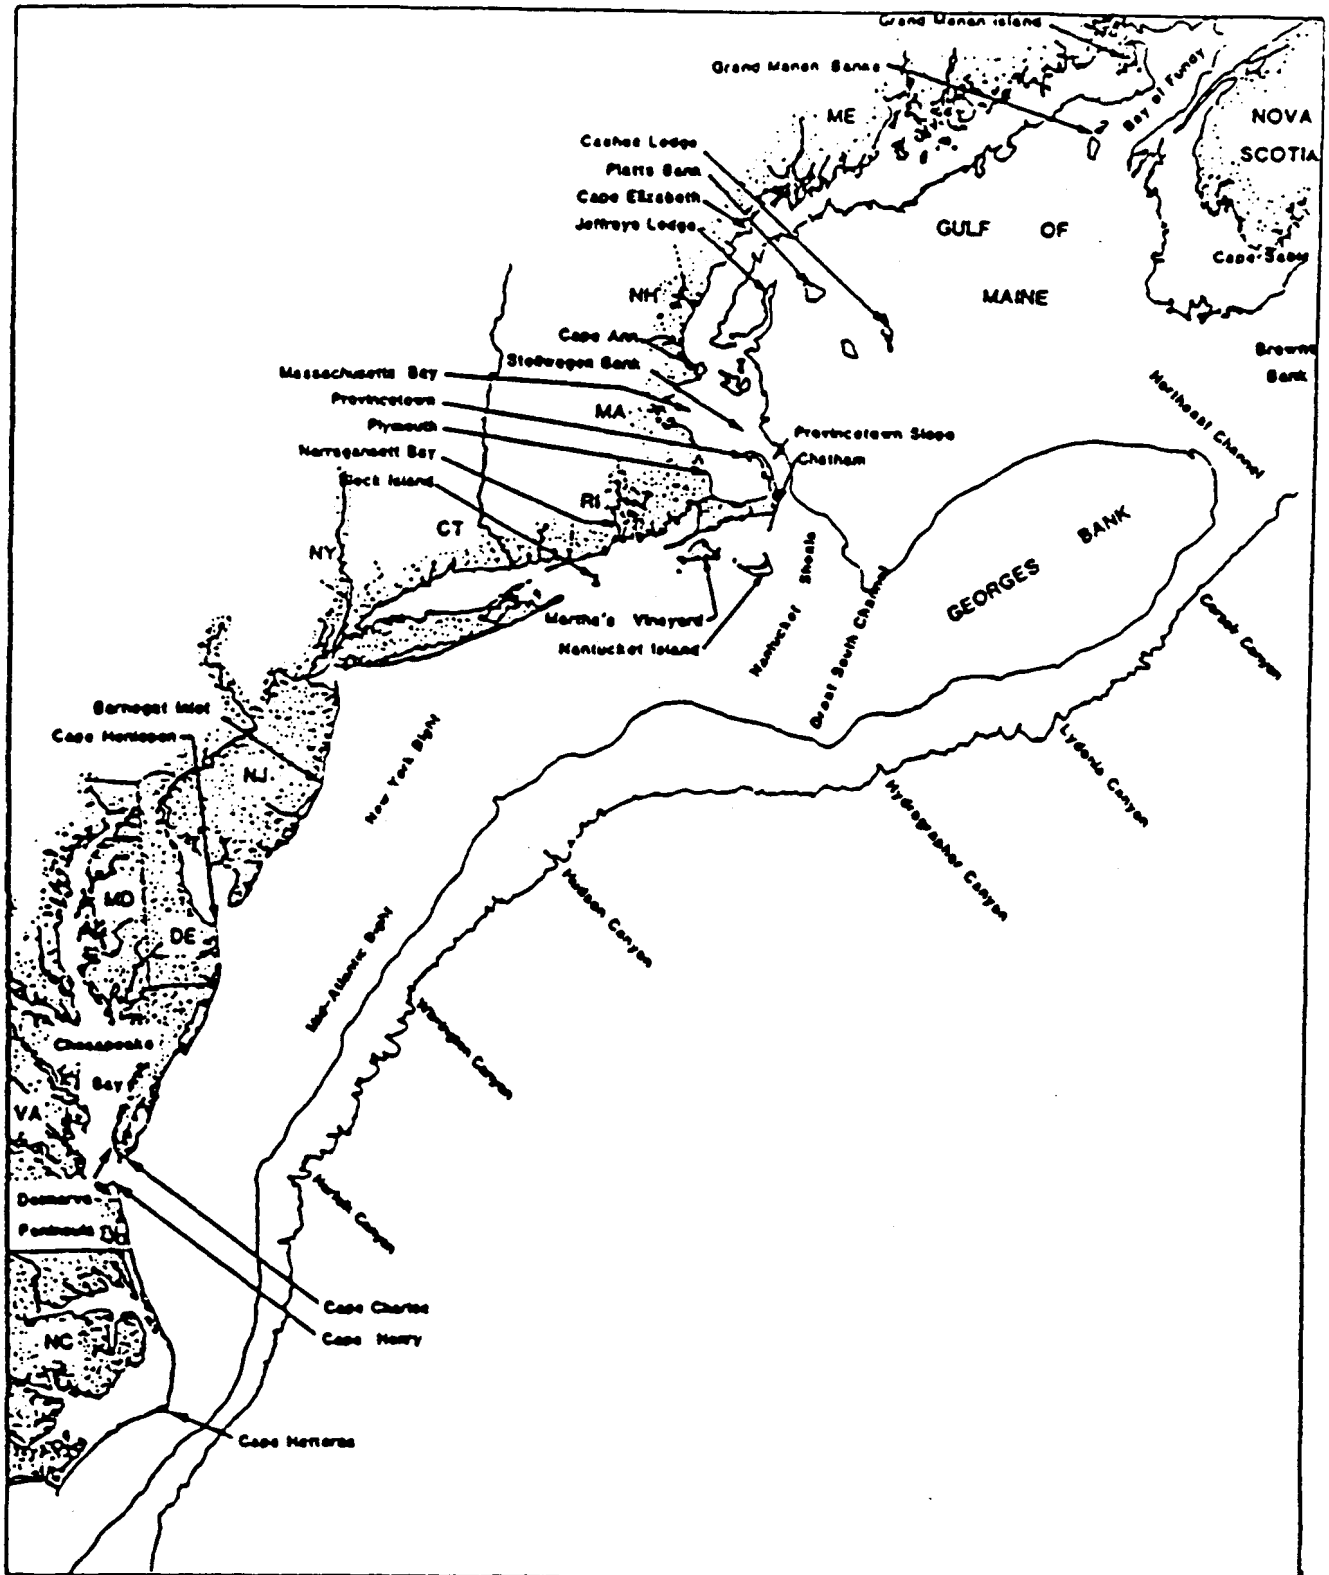 Grand Manan Island
Grand Manan Banks
Bay of Fundy
ME
NOVA
SCOTIA
Cashes Ledge
Platts Bank
Cape Elizabeth
Jeffreys Ledge
GULF OF
MAINE
Cape Sable
NH
Cape Ann
Stellwagen Bank
Browns
Bank
Massachusetts Bay
Provincetown
MA
Plymouth
Northeast Channel
Provincetown Slope
Chatham
Narragansett Bay
Block Island
RI
CT
NY
GEORGES BANK
Nantucket Shoals
Great South Channel
Martha's Vineyard
Nantucket Island
Corsair Canyon
Barnegat Inlet
Cape Henlopen
NJ
New York Bight
Lydonia Canyon
Hydrographer Canyon
Hudson Canyon
MD
DE
Mid-Atlantic Bight
Wilmington Canyon
Chesapeake
Bay
VA
Norfolk Canyon
Peninsula
Cape Charles
Cape Henry
NC
Cape Hatteras